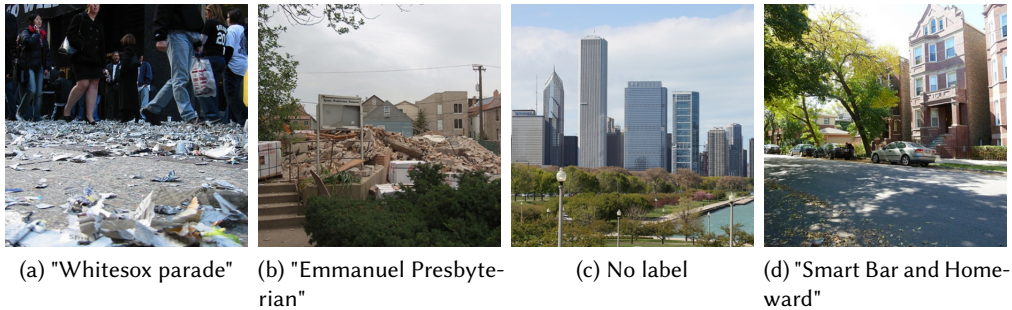 (a) "Whitesox parade"
(b) "Emmanuel Presbyte-
rian"
(c) No label
(d) "Smart Bar and Home-
ward"